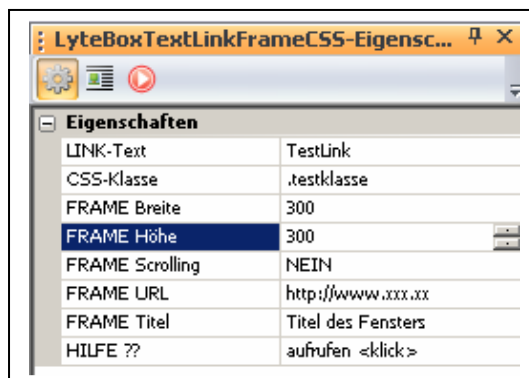 LyteBoxTextLinkFrameCSS-Eigensc...
Eigenschaften
LINK-Text TestLink
CSS-Klasse .testklasse
FRAME Breite 300
FRAME Höhe 300
FRAME Scrolling NEIN
FRAME URL http://www.xxx.xx
FRAME Titel Titel des Fensters
HILFE ?? aufrufen <klick>